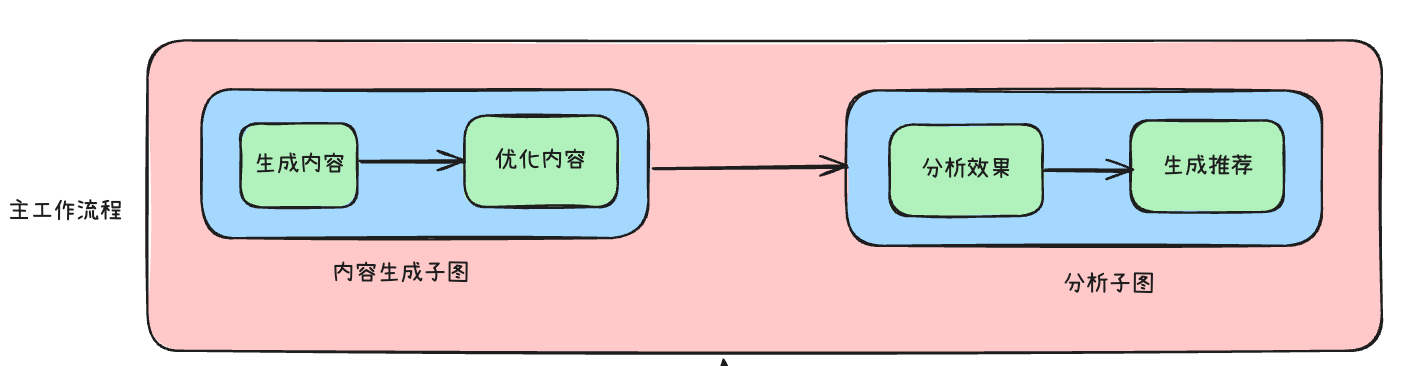 生成内容
优化内容
分析效果
生成推荐
主工作流程
内容生成子图
分析子图